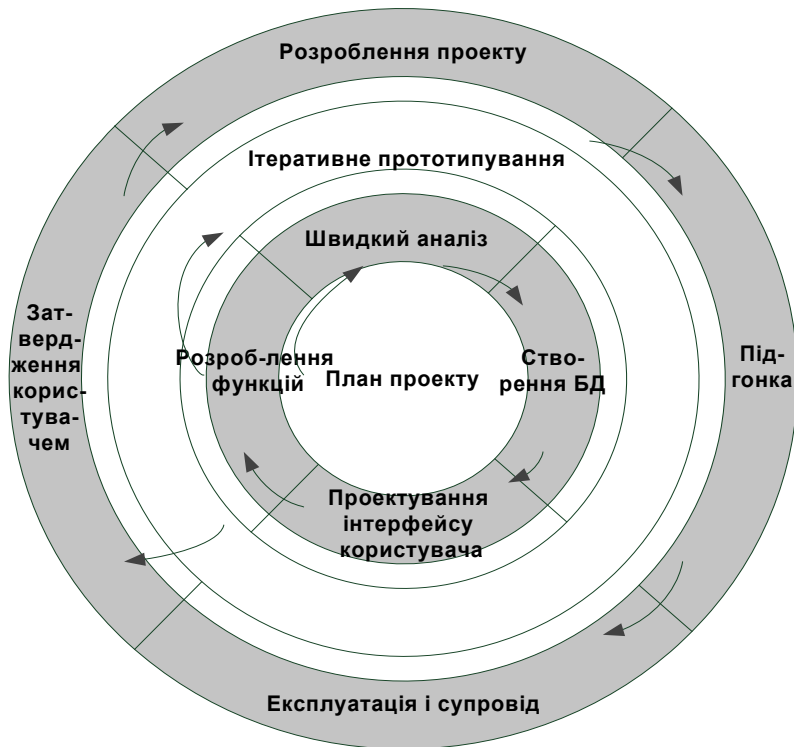 Розроблення проекту
Ітеративне прототипування
Швидкий аналіз
Зат-
верд-
ження
корис-
тува-
чем
Розроб-лення
функцій
План проекту
Ство-
рення БД
Під-
гонка
Проектування
інтерфейсу
користувача
Експлуатація і супровід